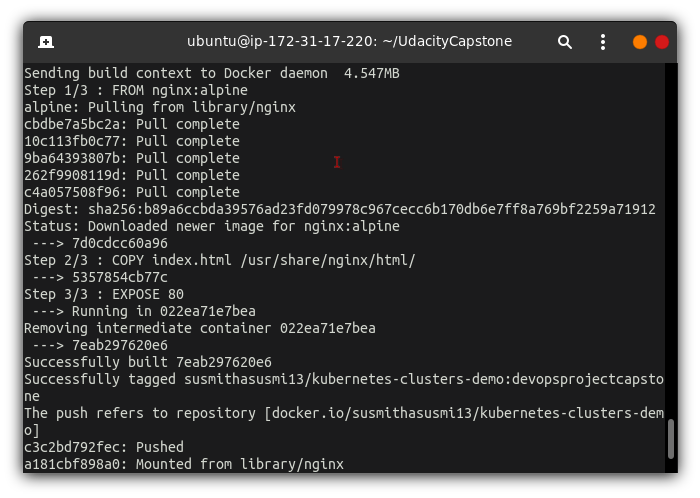 ubuntu@ip-172-31-17-220: ~/UdacityCapstone
Sending build context to Docker daemon  4.547MB
Step 1/3 : FROM nginx:alpine
alpine: Pulling from library/nginx
cbdbe7a5bc2a: Pull complete
10c113fb0c77: Pull complete
9ba64393807b: Pull complete
262f9908119d: Pull complete
c4a057508f96: Pull complete
Digest: sha256:b89a6ccbda39576ad23fd079978c967cecc6b170db6e7ff8a769bf2259a71912
Status: Downloaded newer image for nginx:alpine
 ---> 7d0cdcc60a96
Step 2/3 : COPY index.html /usr/share/nginx/html/
 ---> 5357854cb77c
Step 3/3 : EXPOSE 80
 ---> Running in 022ea71e7bea
Removing intermediate container 022ea71e7bea
 ---> 7eab297620e6
Successfully built 7eab297620e6
Successfully tagged susmithasusmi13/kubernetes-clusters-demo:devopsprojectcapsto
ne
The push refers to repository [docker.io/susmithasusmi13/kubernetes-clusters-dem
o]
c3c2bd792fec: Pushed
a181cbf898a0: Mounted from library/nginx